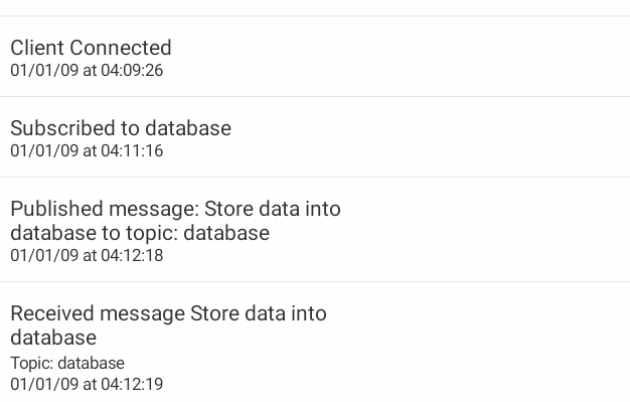 Client Connected
01/01/09 at 04:09:26
Subscribed to database
01/01/09 at 04:11:16
Published message: Store data into
database to topic: database
01/01/09 at 04:12:18
Received message Store data into
database
Topic: database
01/01/09 at 04:12:19